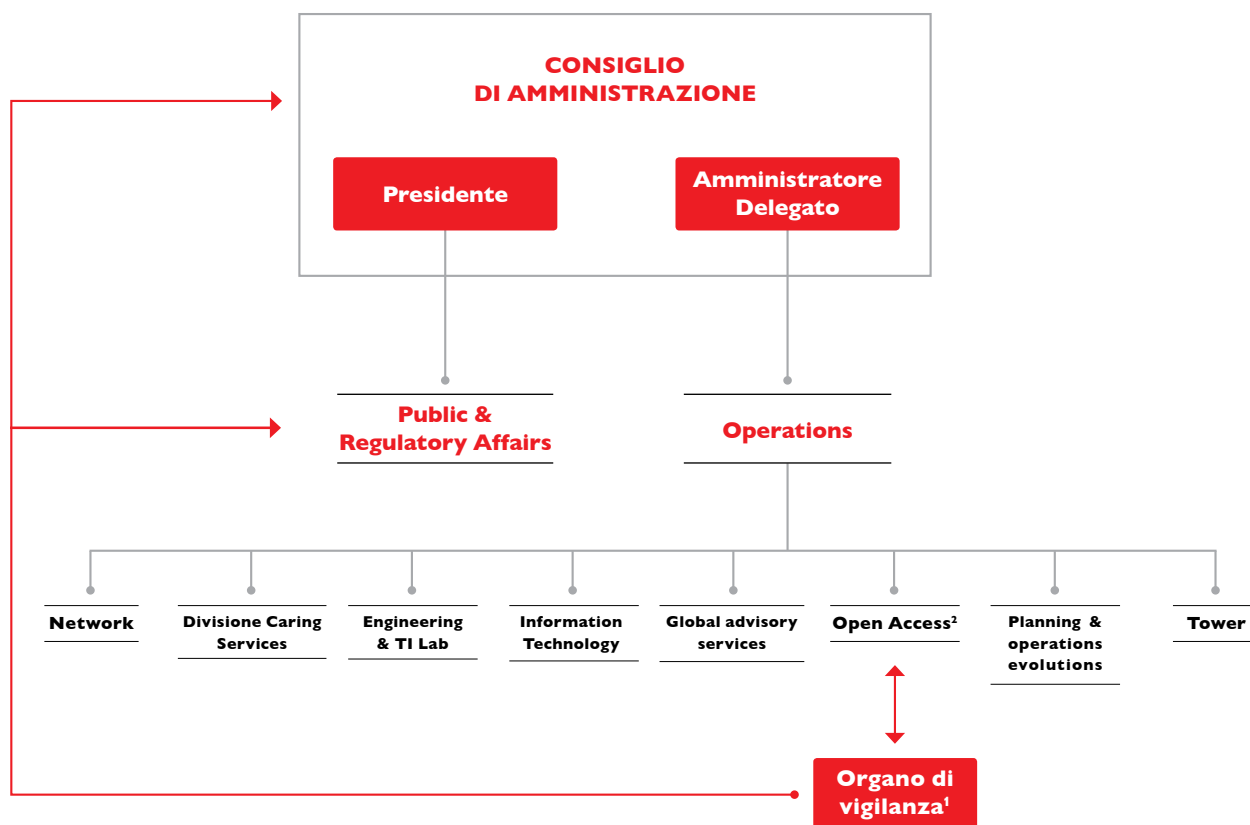 CONSIGLIO
DI AMMINISTRAZIONE
Presidente
Amministratore
Delegato
Public &
Regulatory Affairs
Operations
Network
Divisione Caring
Services
Engineering
& TI Lab
Information
Technology
Global advisory
services
Open Access²
Planning &
operations
evolutions
Tower
Organo di
vigilanza¹